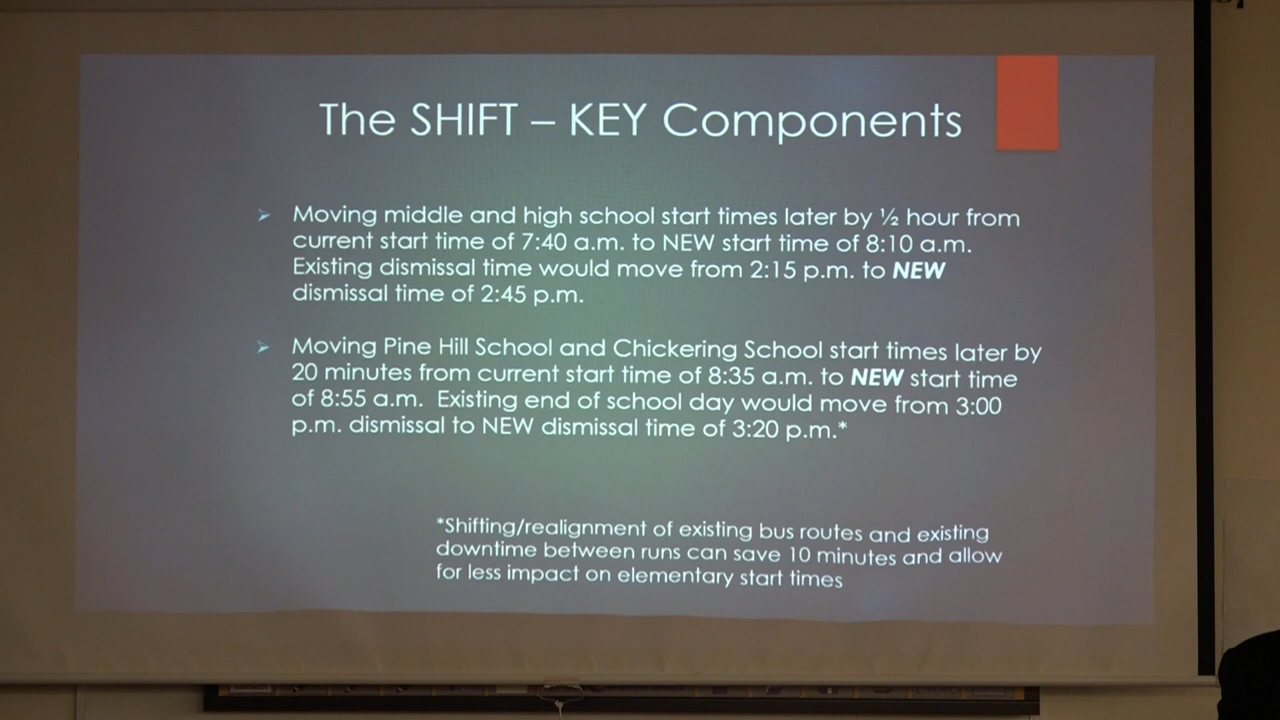 The SHIFT – KEY Components
➢ Moving middle and high school start times later by ½ hour from
current start time of 7:40 a.m. to NEW start time of 8:10 a.m.
Existing dismissal time would move from 2:15 p.m. to NEW
dismissal time of 2:45 p.m.
➢ Moving Pine Hill School and Chickering School start times later by
20 minutes from current start time of 8:35 a.m. to NEW start time
of 8:55 a.m. Existing end of school day would move from 3:00
p.m. dismissal to NEW dismissal time of 3:20 p.m.*
*Shifting/realignment of existing bus routes and existing
downtime between runs can save 10 minutes and allow
for less impact on elementary start times